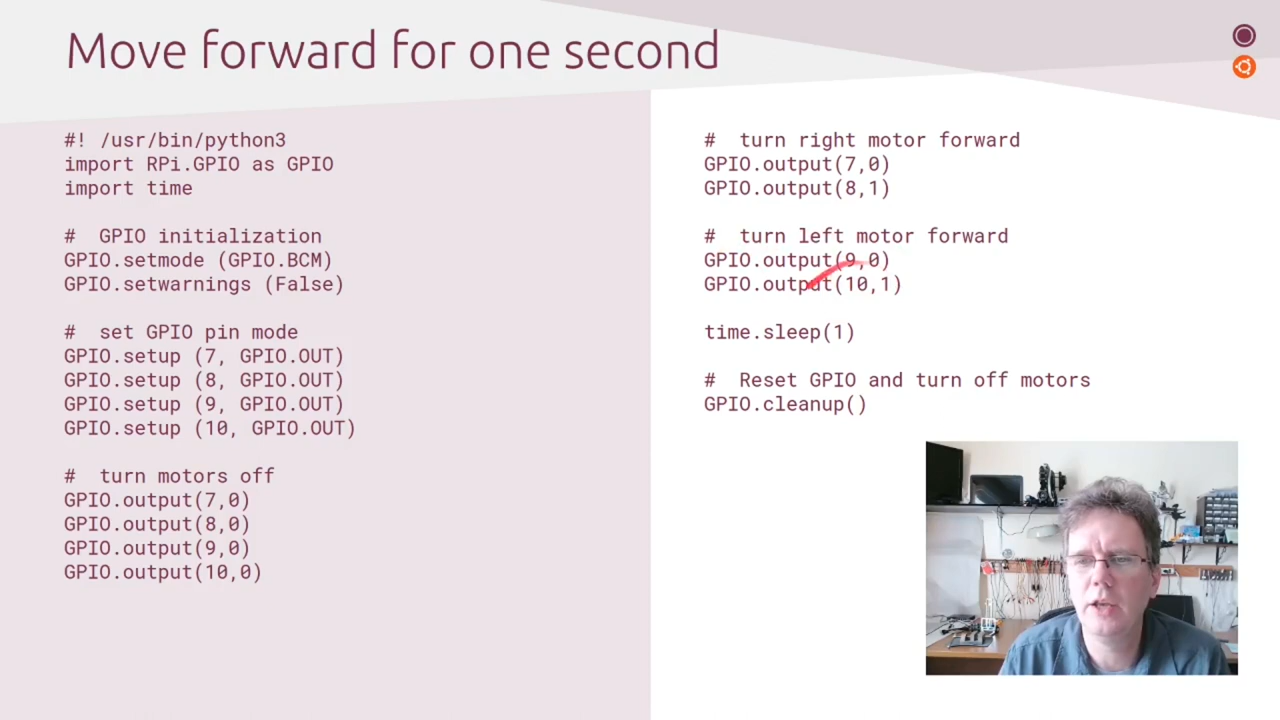 Move forward for one second
#! /usr/bin/python3
import RPi.GPIO as GPIO
import time
#  GPIO initialization
GPIO.setmode (GPIO.BCM)
GPIO.setwarnings (False)
#  set GPIO pin mode
GPIO.setup (7, GPIO.OUT)
GPIO.setup (8, GPIO.OUT)
GPIO.setup (9, GPIO.OUT)
GPIO.setup (10, GPIO.OUT)
#  turn motors off
GPIO.output(7,0)
GPIO.output(8,0)
GPIO.output(9,0)
GPIO.output(10,0)
#  turn right motor forward
GPIO.output(7,0)
GPIO.output(8,1)
#  turn left motor forward
GPIO.output(9,0)
GPIO.output(10,1)
time.sleep(1)
#  Reset GPIO and turn off motors
GPIO.cleanup()